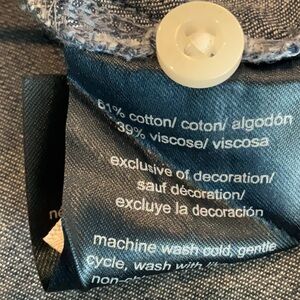 61% cotton/ coton/ algodón
39% viscose/ viscosa
exclusive of decoration/
sauf décoration/
excluye la decoración
machine wash cold, gentle
cycle, wash with